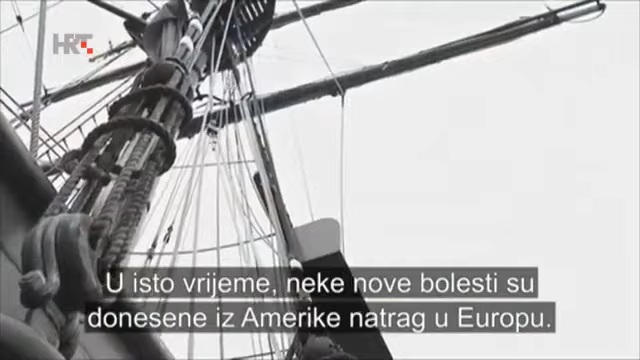 HRT
U isto vrijeme, neke nove bolesti su
donesene iz Amerike natrag u Europu.